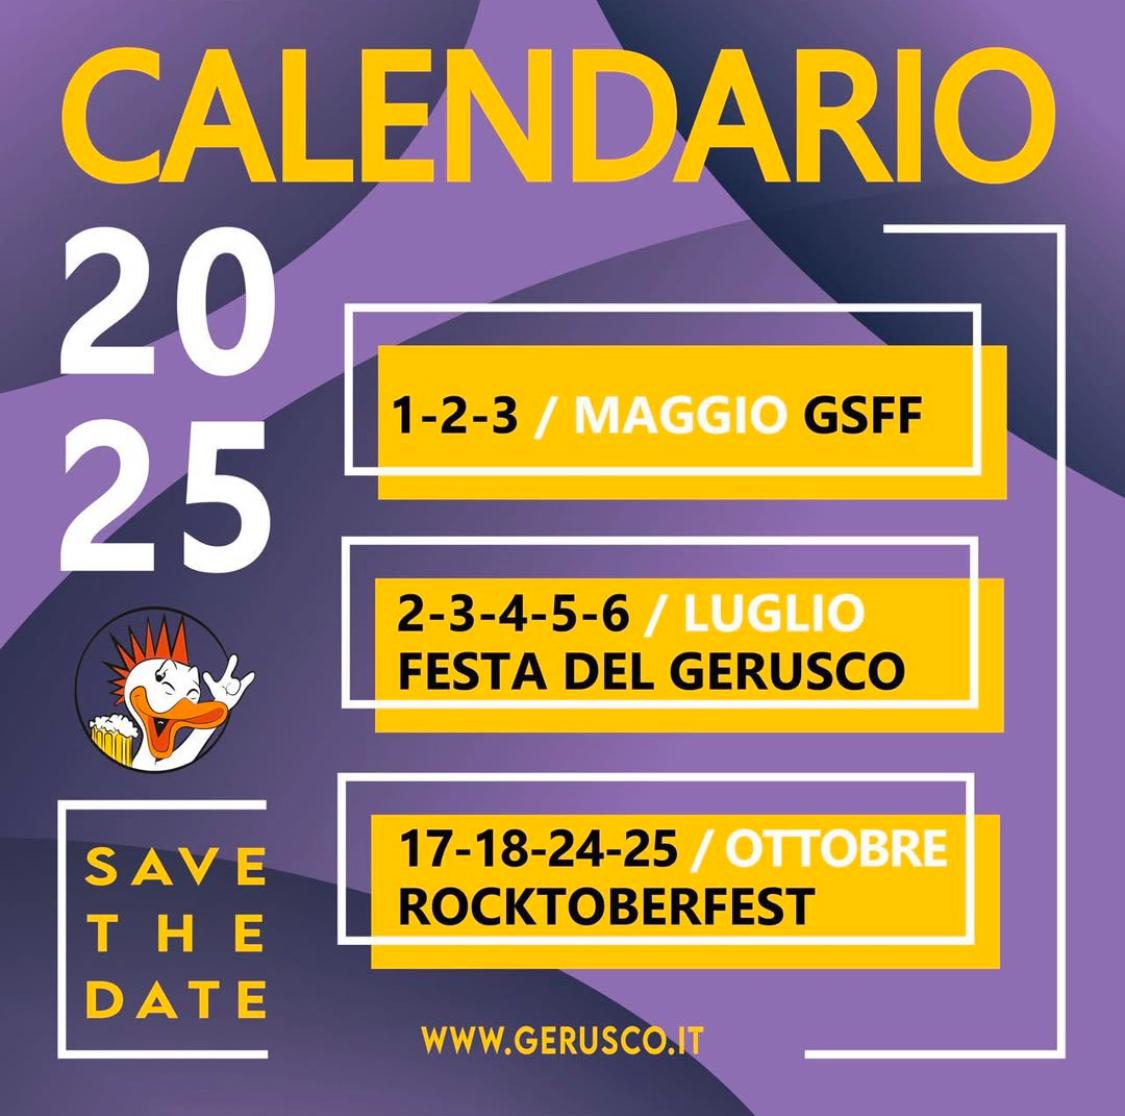 CALENDARIO
20
25
1-2-3 / MAGGIO GSFF
2-3-4-5-6 / LUGLIO
FESTA DEL GERUSCO
17-18-24-25 / OTTOBRE
ROCKTOBERFEST
SAVE
THE
DATE
WWW.GERUSCO.IT